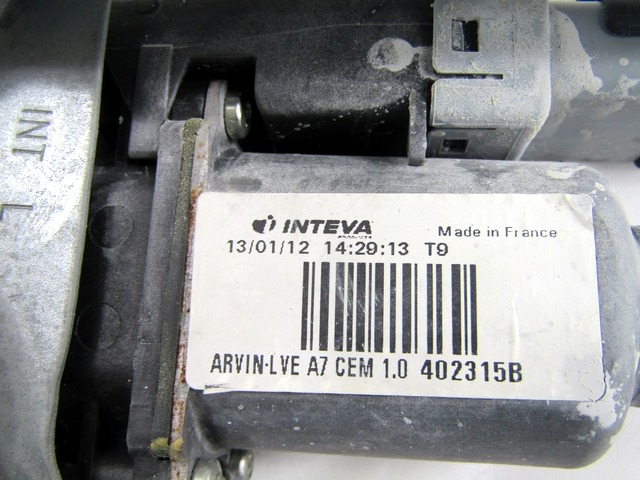 INTEVA
PRODUCTS
Made in France
13/01/12 14:29:13 T9
ARVIN-LVE A7 CEM 1.0 402315B
INT
L